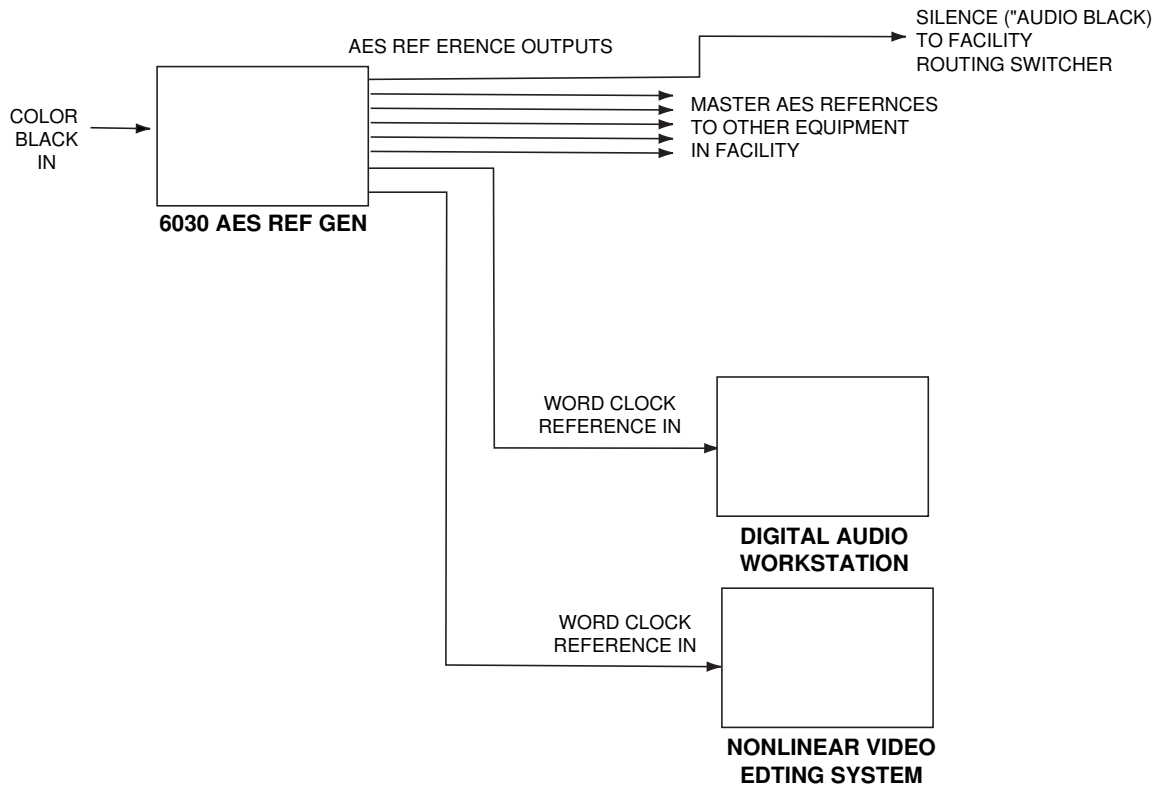 SILENCE ("AUDIO BLACK)
TO FACILITY
ROUTING SWITCHER
AES REF ERENCE OUTPUTS
COLOR
BLACK
IN
MASTER AES REFERNCES
TO OTHER EQUIPMENT
IN FACILITY
6030 AES REF GEN
WORD CLOCK
REFERENCE IN
DIGITAL AUDIO
WORKSTATION
WORD CLOCK
REFERENCE IN
NONLINEAR VIDEO
EDTING SYSTEM